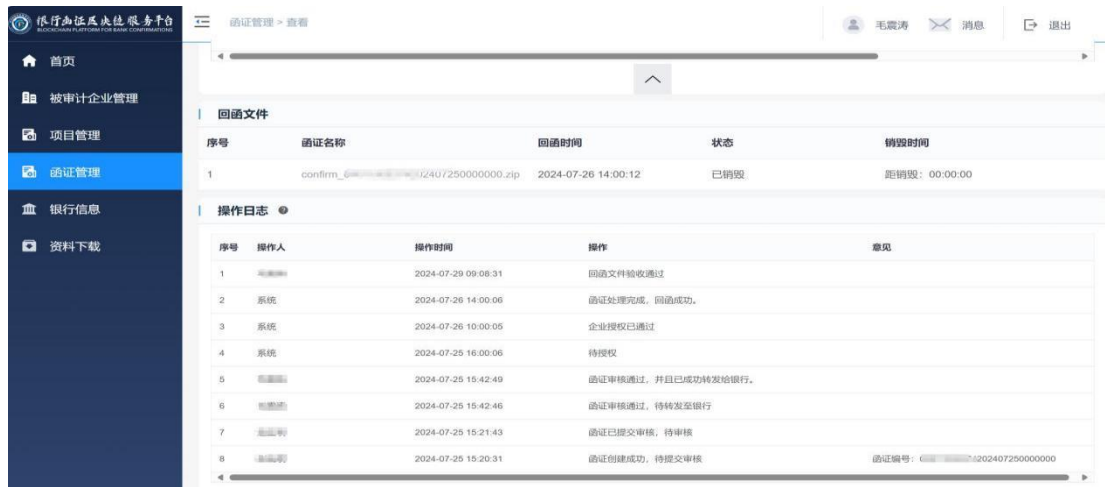 银行函证区块链服务平台
BLOCKCHAIN PLATFORM FOR BANK CONFIRMATIONS
函证管理 > 查看
毛震涛 消息 退出
首页
被审计企业管理
项目管理
函证管理
银行信息
资料下载
回函文件
序号 函证名称 回函时间 状态 销毁时间
1 confirm_ 2407250000000.zip 2024-07-26 14:00:12 已销毁 距销毁：00:00:00
操作日志
序号 操作人 操作时间 操作 意见
1 2024-07-29 09:08:31 回函文件验收通过
2 系统 2024-07-26 14:00:06 函证处理完成，回函成功。
3 系统 2024-07-26 10:00:05 企业授权已通过
4 系统 2024-07-25 16:00:06 待授权
5 2024-07-25 15:42:49 函证审核通过，并且已成功转发给银行。
6 2024-07-25 15:42:46 函证审核通过，待转发至银行
7 2024-07-25 15:21:43 函证已提交审核，待审核
8 2024-07-25 15:20:31 函证创建成功，待提交审核 函证编号： 202407250000000